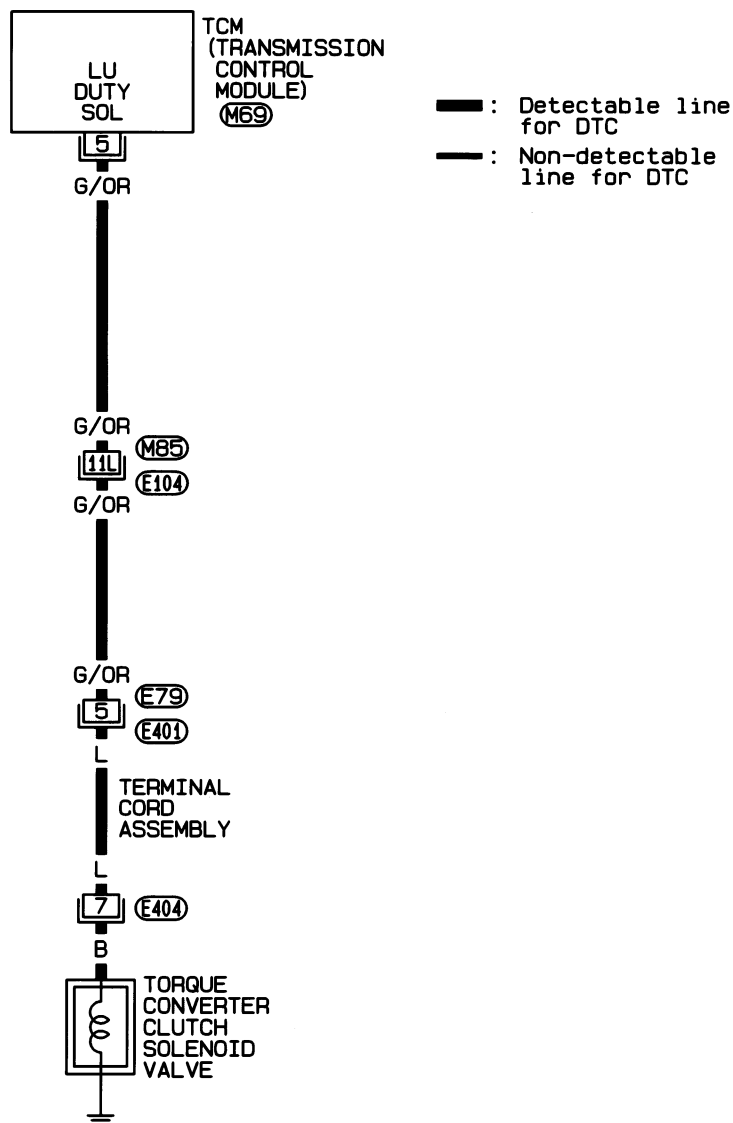 TCM
(TRANSMISSION
CONTROL
MODULE)
M69
LU
DUTY
SOL
5
G/OR
: Detectable line
for DTC
: Non-detectable
line for DTC
G/OR
M85
11L
E104
G/OR
G/OR
E79
5
E401
L
TERMINAL
CORD
ASSEMBLY
L
7
E404
B
TORQUE
CONVERTER
CLUTCH
SOLENOID
VALVE